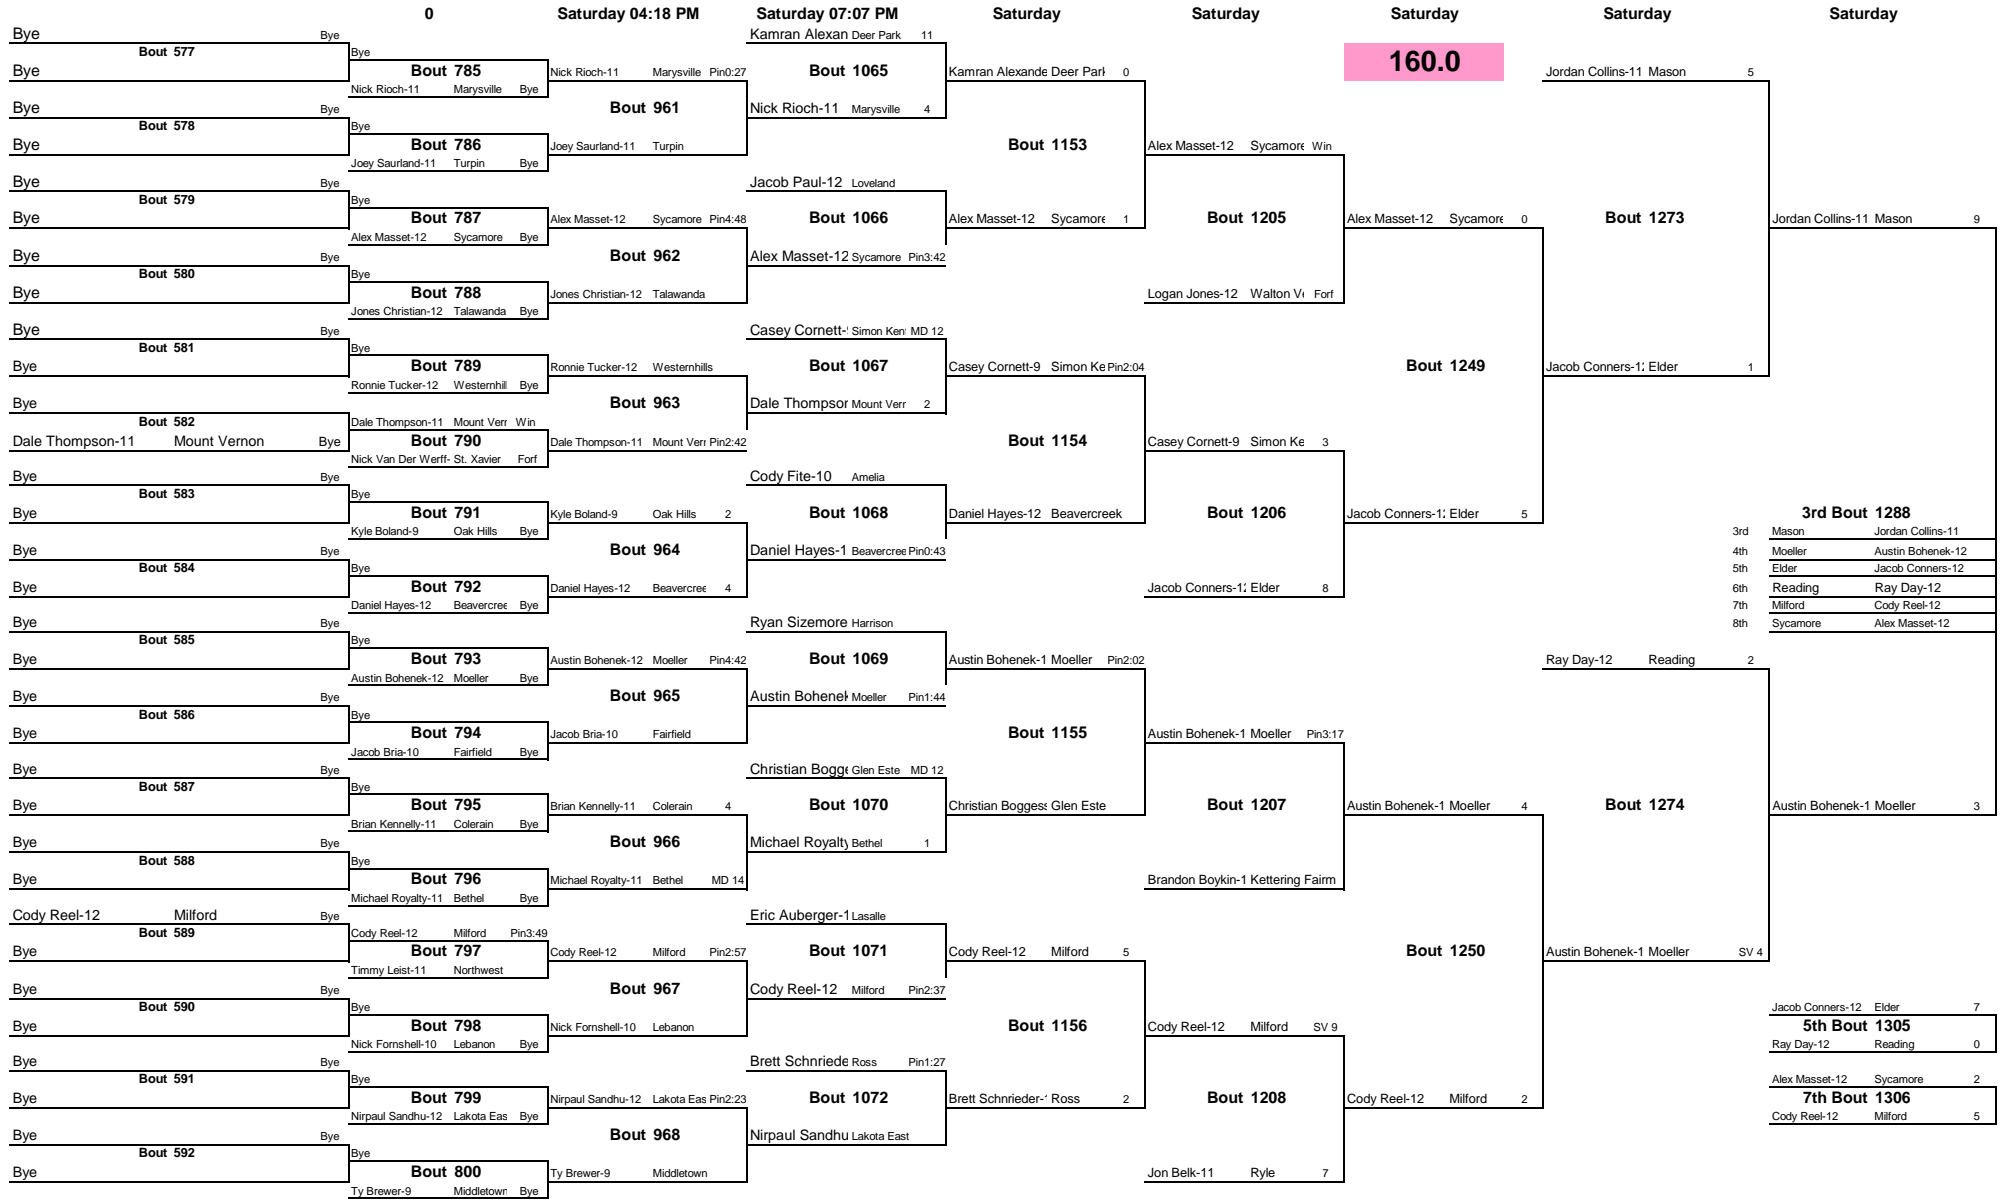 0 Saturday 04:18 PM Saturday 07:07 PM Saturday Saturday Saturday Saturday Saturday
160.0
Bye Bye
Bout 577
Bye
Bye Bye
Bout 578
Bye
Bye Bye
Bout 579
Bye
Bye Bye
Bout 580
Bye
Bye Bye
Bout 581
Bye
Bye
Bout 582
Dale Thompson-11 Mount Vernon Bye
Bye Bye
Bout 583
Bye
Bye Bye
Bout 584
Bye
Bye Bye
Bout 585
Bye
Bye Bye
Bout 586
Bye
Bye Bye
Bout 587
Bye
Bye Bye
Bout 588
Bye
Cody Reel-12 Milford Bye
Bout 589
Bye
Bye Bye
Bout 590
Bye
Bye Bye
Bout 591
Bye
Bye Bye
Bout 592
Bye
Bye
Bout 785
Nick Rioch-11 Marysville Bye
Bye
Bout 786
Joey Saurland-11 Turpin Bye
Bye
Bout 787
Alex Masset-12 Sycamore Bye
Bye
Bout 788
Jones Christian-12 Talawanda Bye
Bye
Bout 789
Ronnie Tucker-12 Westernhil Bye
Dale Thompson-11 Mount Verr Win
Bout 790
Nick Van Der Werff- St. Xavier Forf
Bye
Bout 791
Kyle Boland-9 Oak Hills Bye
Bye
Bout 792
Daniel Hayes-12 Beavercree Bye
Bye
Bout 793
Austin Bohenek-12 Moeller Bye
Bye
Bout 794
Jacob Bria-10 Fairfield Bye
Bye
Bout 795
Brian Kennelly-11 Colerain Bye
Bye
Bout 796
Michael Royalty-11 Bethel Bye
Cody Reel-12 Milford Pin3:49
Bout 797
Timmy Leist-11 Northwest
Bye
Bout 798
Nick Fornshell-10 Lebanon Bye
Bye
Bout 799
Nirpaul Sandhu-12 Lakota Eas Bye
Bye
Bout 800
Ty Brewer-9 Middletown Bye
Nick Rioch-11 Marysville Pin0:27
Bout 961
Joey Saurland-11 Turpin
Alex Masset-12 Sycamore Pin4:48
Bout 962
Jones Christian-12 Talawanda
Ronnie Tucker-12 Westernhills
Bout 963
Dale Thompson-11 Mount Verr Pin2:42
Kyle Boland-9 Oak Hills 2
Bout 964
Daniel Hayes-12 Beavercree 4
Austin Bohenek-12 Moeller Pin4:42
Bout 965
Jacob Bria-10 Fairfield
Brian Kennelly-11 Colerain 4
Bout 966
Michael Royalty-11 Bethel MD 14
Cody Reel-12 Milford Pin2:57
Bout 967
Nick Fornshell-10 Lebanon
Nirpaul Sandhu-12 Lakota Eas Pin2:23
Bout 968
Ty Brewer-9 Middletown
Kamran Alexan Deer Park 11
Bout 1065
Nick Rioch-11 Marysville 4
Jacob Paul-12 Loveland
Bout 1066
Alex Masset-12 Sycamore Pin3:42
Casey Cornett- Simon Ken MD 12
Bout 1067
Dale Thompsor Mount Verr 2
Cody Fite-10 Amelia
Bout 1068
Daniel Hayes-1 Beavercree Pin0:43
Ryan Sizemore Harrison
Bout 1069
Austin Bohenek Moeller Pin1:44
Christian Bogge Glen Este MD 12
Bout 1070
Michael Royalty Bethel 1
Eric Auberger-1 Lasalle
Bout 1071
Cody Reel-12 Milford Pin2:37
Brett Schnriede Ross Pin1:27
Bout 1072
Nirpaul Sandhu Lakota East
Kamran Alexande Deer Park 0
Bout 1153
Alex Masset-12 Sycamore 1
Casey Cornett-9 Simon Ke Pin2:04
Bout 1154
Daniel Hayes-12 Beavercreek
Austin Bohenek-1 Moeller Pin2:02
Bout 1155
Christian Boggess Glen Este
Cody Reel-12 Milford 5
Bout 1156
Brett Schnrieder- Ross 2
Alex Masset-12 Sycamore Win
Bout 1205
Logan Jones-12 Walton Ve Forf
Casey Cornett-9 Simon Ke 3
Bout 1206
Jacob Conners-12 Elder 8
Austin Bohenek-1 Moeller Pin3:17
Bout 1207
Brandon Boykin-1 Kettering Fairm
Cody Reel-12 Milford SV 9
Bout 1208
Jon Belk-11 Ryle 7
Alex Masset-12 Sycamore 0
Bout 1249
Jacob Conners-12 Elder 5
Austin Bohenek-1 Moeller 4
Bout 1250
Cody Reel-12 Milford 2
Jordan Collins-11 Mason 5
Bout 1273
Jacob Conners-12 Elder 1
Ray Day-12 Reading 2
Bout 1274
Austin Bohenek-1 Moeller SV 4
Jordan Collins-11 Mason 9
3rd Bout 1288
3rd Mason Jordan Collins-11
4th Moeller Austin Bohenek-12
5th Elder Jacob Conners-12
6th Reading Ray Day-12
7th Milford Cody Reel-12
8th Sycamore Alex Masset-12
Austin Bohenek-1 Moeller 3
Jacob Conners-12 Elder 7
5th Bout 1305
Ray Day-12 Reading 0
Alex Masset-12 Sycamore 2
7th Bout 1306
Cody Reel-12 Milford 5